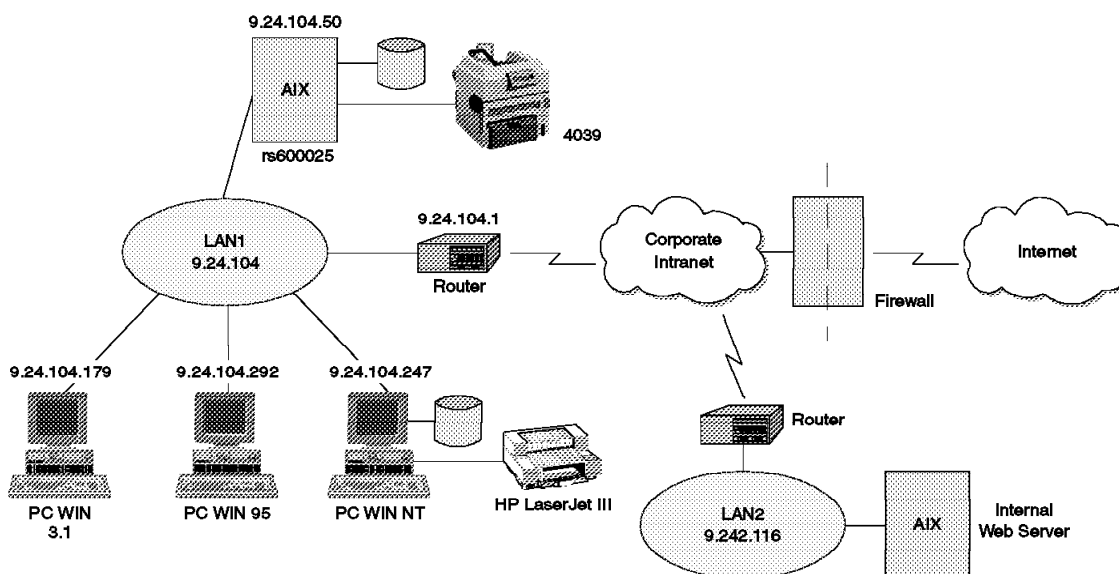 9.24.104.50
AIX
rs600025
4039
LAN1
9.24.104
9.24.104.1
Router
Corporate
Intranet
Firewall
Internet
9.24.104.179
9.24.104.292
9.24.104.247
PC WIN
3.1
PC WIN 95
PC WIN NT
HP LaserJet III
Router
LAN2
9.242.116
AIX
Internal
Web Server